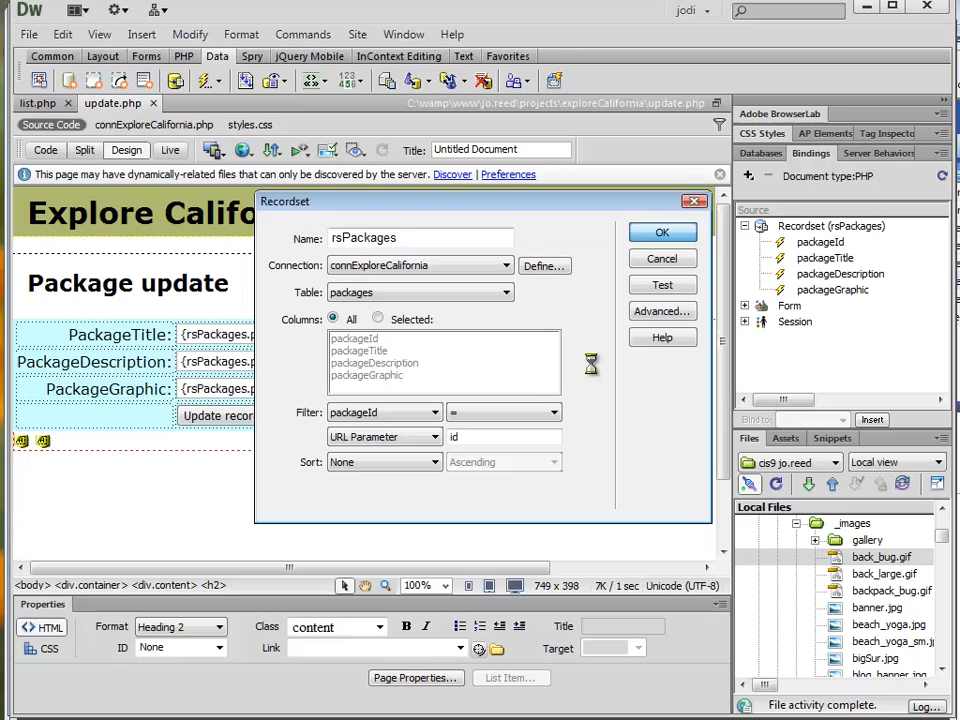 Dw
jodi
File Edit View Insert Modify Format Commands Site Window Help
Common Layout Forms PHP Data Spry jQuery Mobile InContext Editing Text Favorites
list.php update.php C:\wamp\www\jo.reed\projects\exploreCalifornia\update.php
Source Code connExploreCalifornia.php styles.css
Code Split Design Live Title: Untitled Document
This page may have dynamically-related files that can only be discovered by the server. Discover Preferences
Explore Califo
Package update
PackageTitle: {rsPackages.p
PackageDescription: {rsPackages.p
PackageGraphic: {rsPackages.p
Update recor
Recordset
Name: rsPackages
Connection: connExploreCalifornia Define...
Table: packages
Columns: All Selected:
packageId
packageTitle
packageDescription
packageGraphic
Filter: packageId =
URL Parameter id
Sort: None Ascending
OK
Cancel
Test
Advanced...
Help
Adobe BrowserLab
CSS Styles AP Elements Tag Inspecto
Databases Bindings Server Behaviors
Document type:PHP
Source
Recordset (rsPackages)
packageId
packageTitle
packageDescription
packageGraphic
Form
Session
Bind to: Insert
Files Assets Snippets
cis9 jo.reed Local view
Local Files
_images
gallery
back_bug.gif
back_large.gif
backpack_bug.gif
banner.jpg
beach_yoga.jpg
beach_yoga_sm.j
bigSur.jpg
blog_banner.jpg
File activity complete. Log...
<body> <div.container> <div.content> <h2> 100% 749 x 398 7K / 1 sec Unicode (UTF-8)
Properties
HTML Format Heading 2 Class content B I Title
CSS ID None Link Target
Page Properties... List Item...